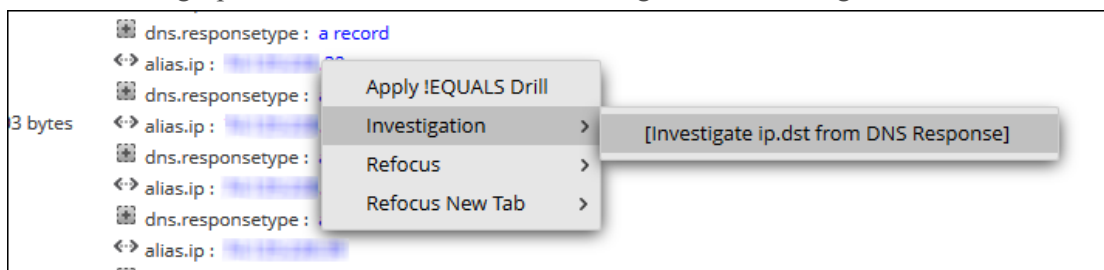 dns.responsetype : a record
alias.ip :
dns.responsetype :
3 bytes
alias.ip :
dns.responsetype :
alias.ip :
dns.responsetype :
alias.ip :
Apply !EQUALS Drill
Investigation >
Refocus >
Refocus New Tab >
[Investigate ip.dst from DNS Response]